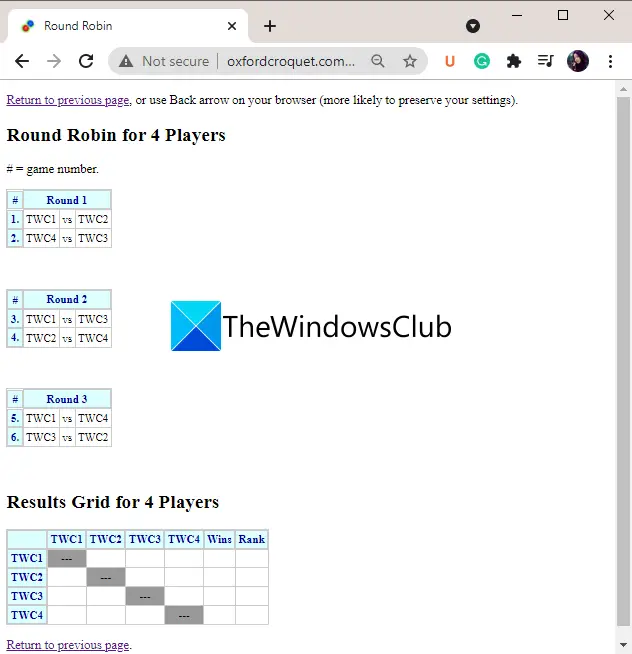 Round Robin
Not secure | oxfordcroquet.com...
U
Return to previous page, or use Back arrow on your browser (more likely to preserve your settings).
Round Robin for 4 Players
# = game number.
# Round 1
1. TWC1 vs TWC2
2. TWC4 vs TWC3
# Round 2
3. TWC1 vs TWC3
4. TWC2 vs TWC4
TheWindowsClub
# Round 3
5. TWC1 vs TWC4
6. TWC3 vs TWC2
Results Grid for 4 Players
TWC1 TWC2 TWC3 TWC4 Wins Rank
TWC1 ---
TWC2 ---
TWC3 ---
TWC4 ---
Return to previous page.